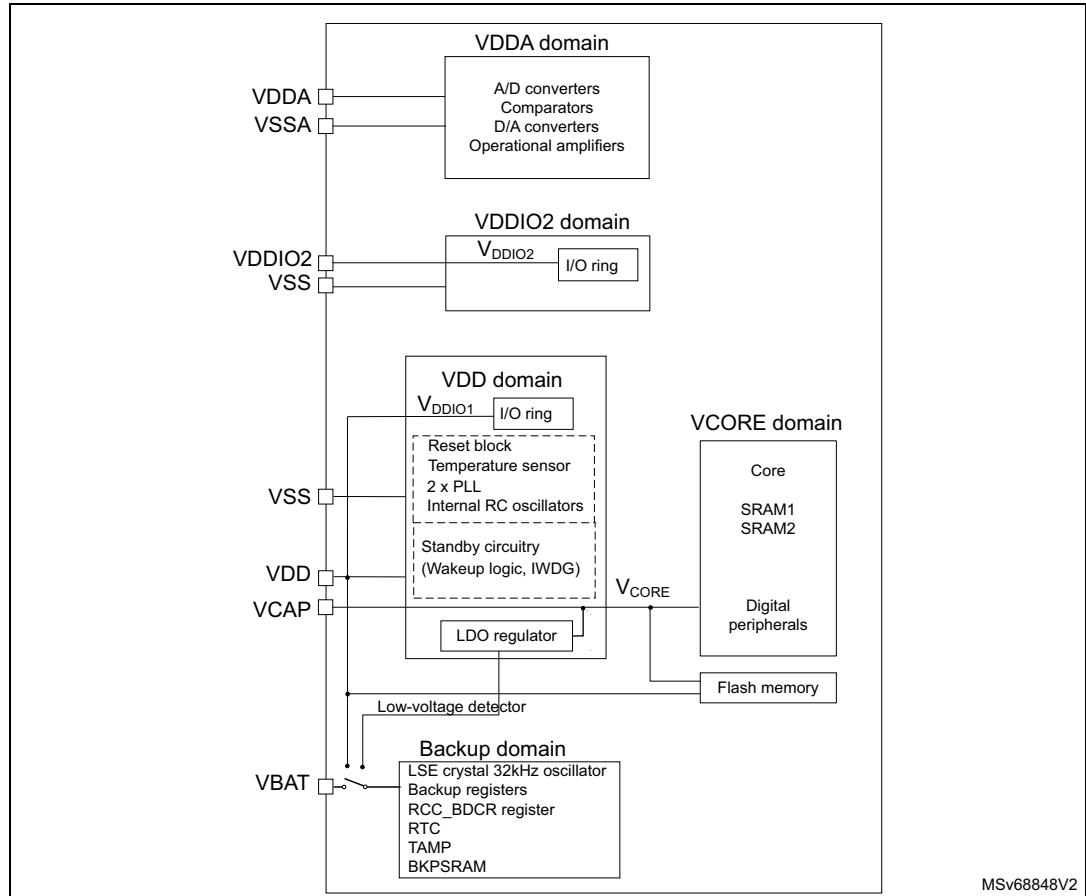 VDDA domain
VDDA
VSSA
A/D converters
Comparators
D/A converters
Operational amplifiers
VDDIO2 domain
VDDIO2
VSS
VDDIO2
I/O ring
VDD domain
VDDIO1
I/O ring
Reset block
Temperature sensor
2 x PLL
Internal RC oscillators
VSS
Standby circuitry
(Wakeup logic, IWDG)
VDD
VCAP
VCORE
LDO regulator
VCORE domain
Core
SRAM1
SRAM2
Digital
peripherals
Flash memory
Low-voltage detector
Backup domain
VBAT
LSE crystal 32kHz oscillator
Backup registers
RCC_BDCR register
RTC
TAMP
BKPSRAM
MSv68848V2